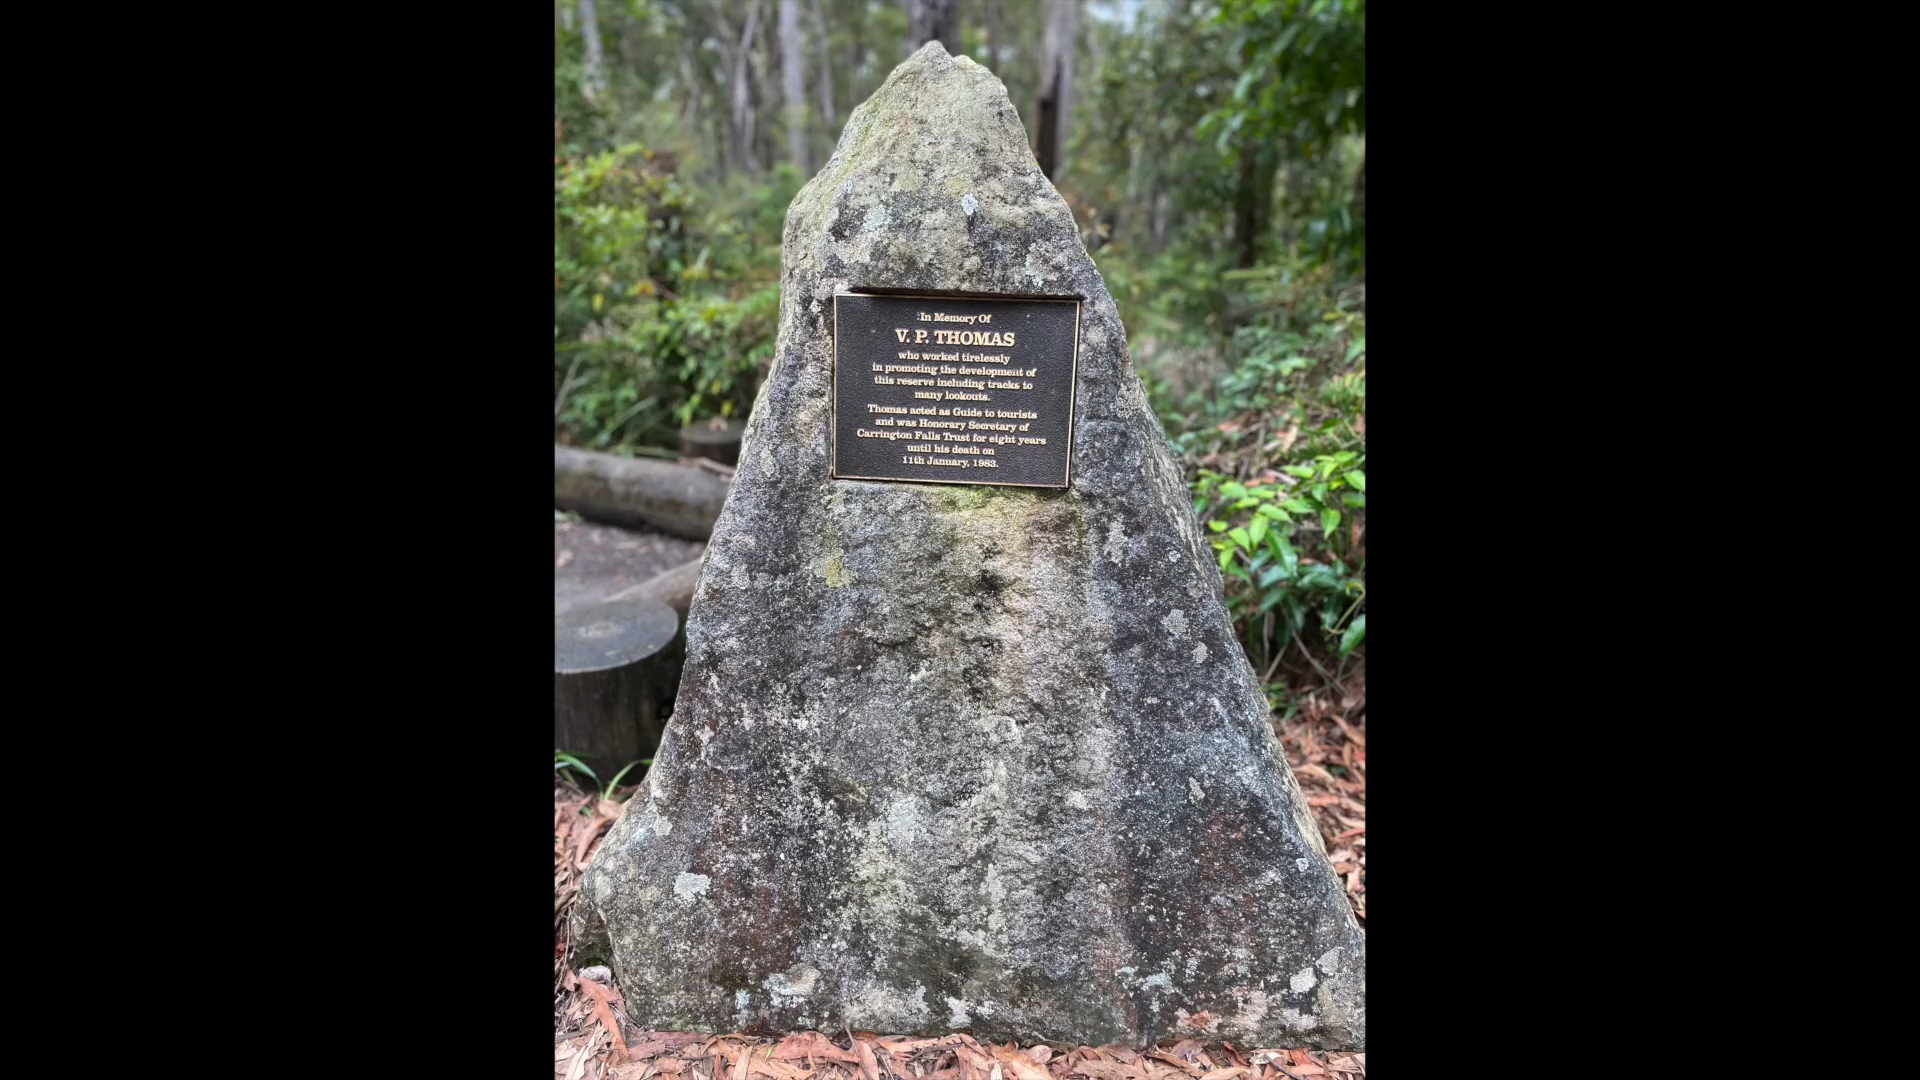 In Memory Of
V. P. THOMAS
who worked tirelessly
in promoting the development of
this reserve including tracks to
many lookouts.
Thomas acted as Guide to tourists
and was Honorary Secretary of
Carrington Falls Trust for eight years
until his death on
11th January, 1983.